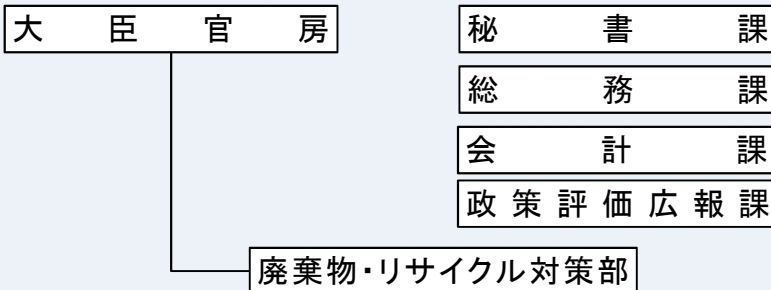 大臣官房
秘書課
総務課
会計課
政策評価広報課
廃棄物・リサイクル対策部